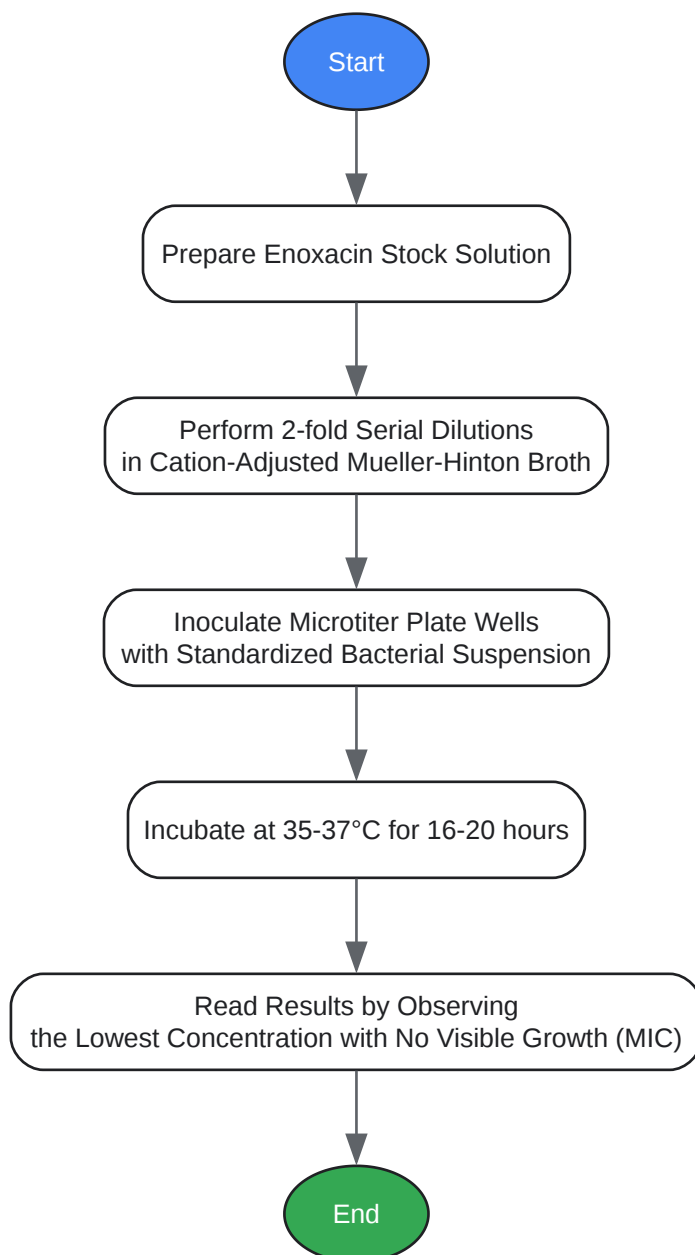 Start
Prepare Enoxacin Stock Solution
Perform 2-fold Serial Dilutions
in Cation-Adjusted Mueller-Hinton Broth
Inoculate Microtiter Plate Wells
with Standardized Bacterial Suspension
Incubate at 35-37°C for 16-20 hours
Read Results by Observing
the Lowest Concentration with No Visible Growth (MIC)
End